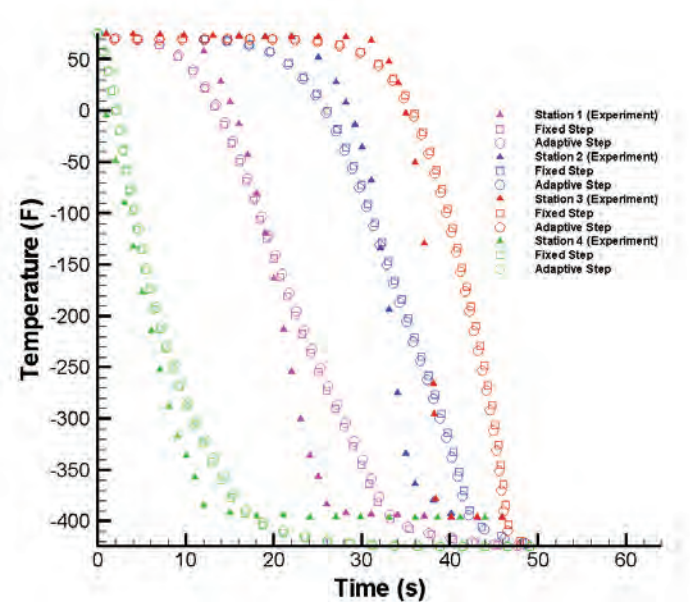 Temperature (F)
50
0
-50
-100
-150
-200
-250
-300
-350
-400
Station 1 (Experiment)
Fixed Step
Adaptive Step
Station 2 (Experiment)
Fixed Step
Adaptive Step
Station 3 (Experiment)
Fixed Step
Adaptive Step
Station 4 (Experiment)
Fixed Step
Adaptive Step
0 10 20 30 40 50 60
Time (s)